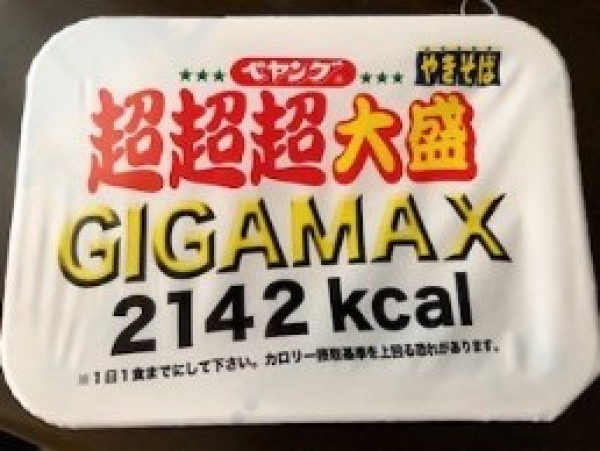 ★★★ ペヤング ★★★ やきそば
超超超大盛
GIGAMAX
2142 kcal
※1日1食までにして下さい。カロリー摂取基準を上回る恐れがあります。